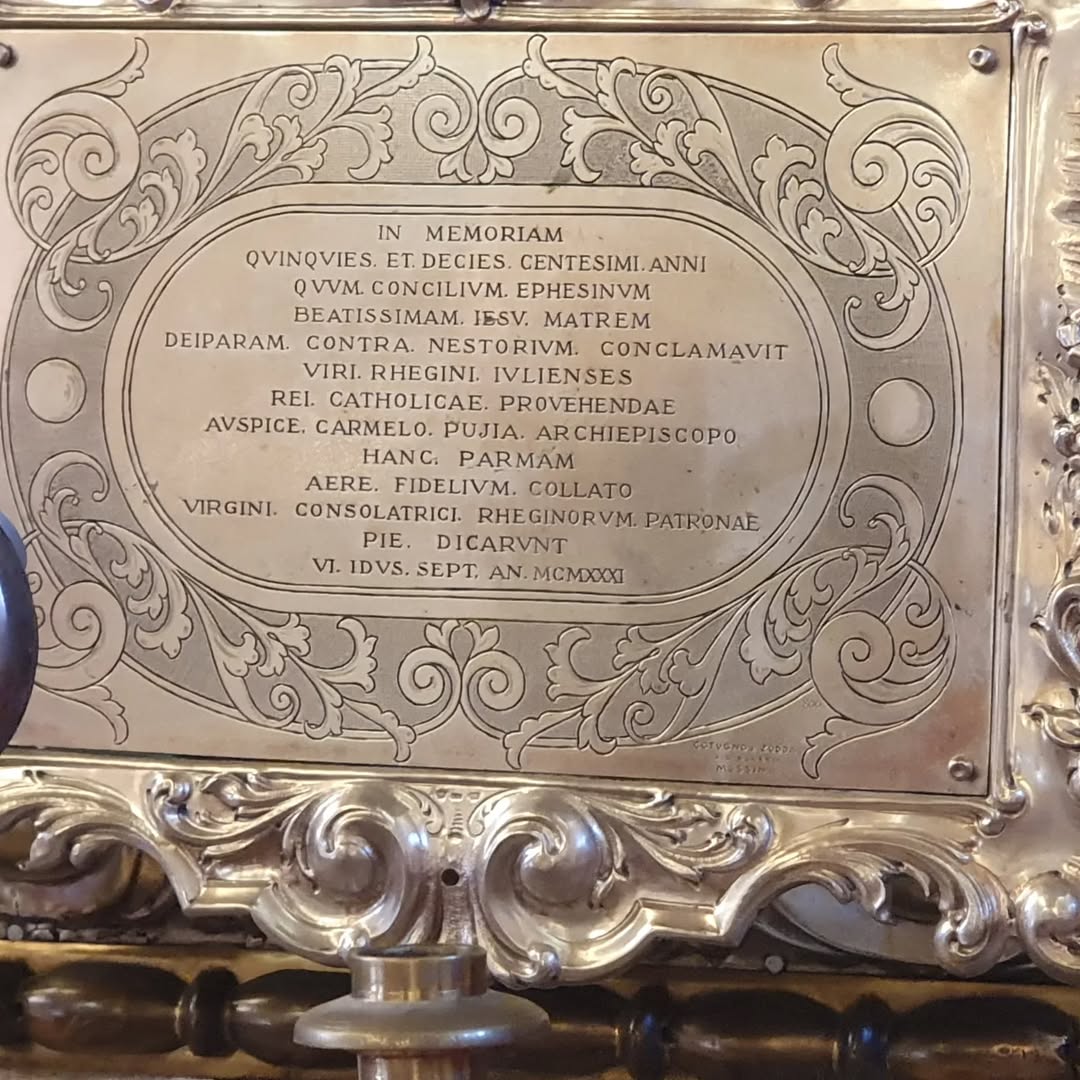 IN MEMORIAM
QVINQVIES. ET. DECIES. CENTESIMI. ANNI
QVVM. CONCILIVM. EPHESINVM
BEATISSIMAM. IESV. MATREM
DEIPARAM. CONTRA. NESTORIVM. CONCLAMAVIT
VIRI. RHEGINI. IVLIENSES
REI. CATHOLICAE. PROVEHENDAE
AVSPICE. CARMELO. PUJIA. ARCHIEPISCOPO
HANC. PARMAM
AERE. FIDELIVM. COLLATO
VIRGINI. CONSOLATRICI. RHEGINORVM. PATRONAE
PIE. DICARVNT
VI. IDVS. SEPT. AN. MCMXXXI